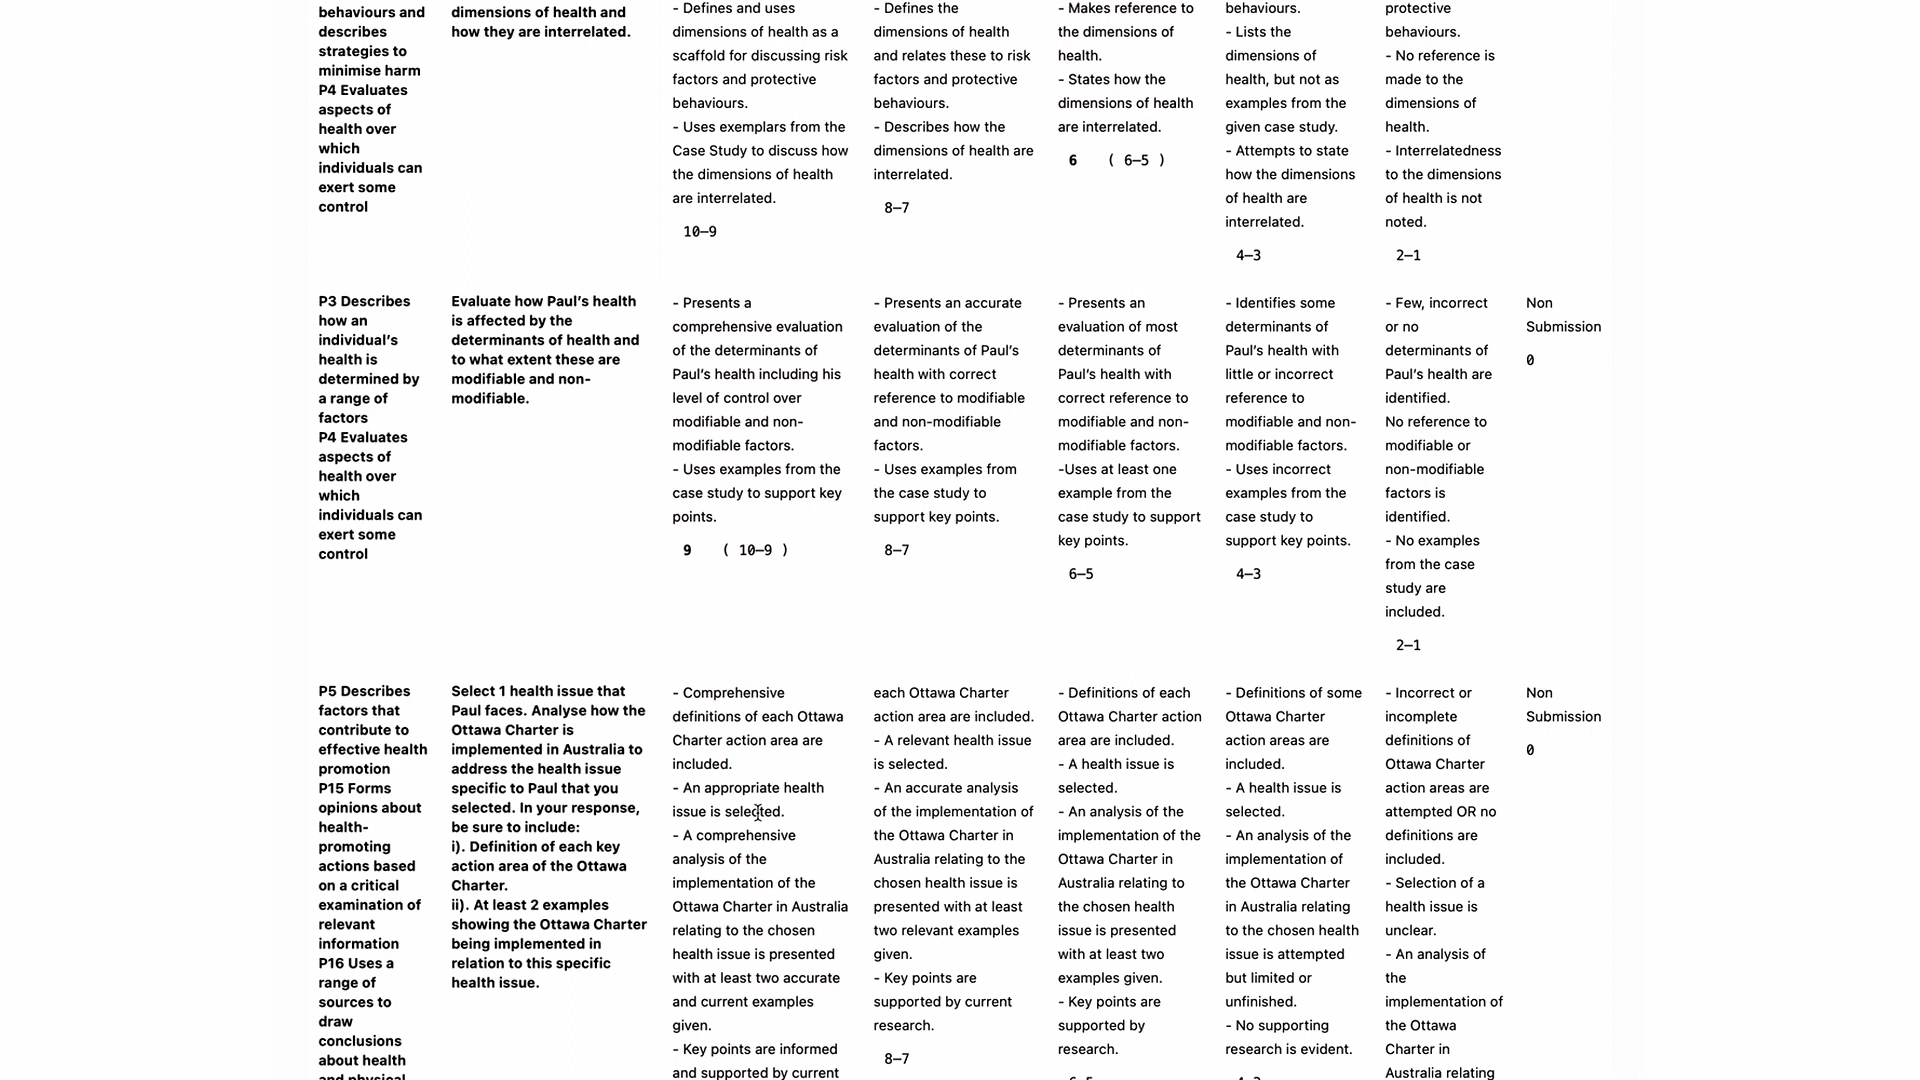 behaviours and
describes
strategies to
minimise harm
P4 Evaluates
aspects of
health over
which
individuals can
exert some
control
dimensions of health and
how they are interrelated.
- Defines and uses
dimensions of health as a
scaffold for discussing risk
factors and protective
behaviours.
- Uses exemplars from the
Case Study to discuss how
the dimensions of health
are interrelated.
10–9
- Defines the
dimensions of health
and relates these to risk
factors and protective
behaviours.
- Describes how the
dimensions of health are
interrelated.
8–7
- Makes reference to
the dimensions of
health.
- States how the
dimensions of health
are interrelated.
6 ( 6–5 )
behaviours.
- Lists the
dimensions of
health, but not as
examples from the
given case study.
- Attempts to state
how the dimensions
of health are
interrelated.
4–3
protective
behaviours.
- No reference is
made to the
dimensions of
health.
- Interrelatedness
to the dimensions
of health is not
noted.
2–1
P3 Describes
how an
individual’s
health is
determined by
a range of
factors
P4 Evaluates
aspects of
health over
which
individuals can
exert some
control
Evaluate how Paul’s health
is affected by the
determinants of health and
to what extent these are
modifiable and non-
modifiable.
- Presents a
comprehensive evaluation
of the determinants of
Paul’s health including his
level of control over
modifiable and non-
modifiable factors.
- Uses examples from the
case study to support key
points.
9 ( 10–9 )
- Presents an accurate
evaluation of the
determinants of Paul’s
health with correct
reference to modifiable
and non-modifiable
factors.
- Uses examples from
the case study to
support key points.
8–7
- Presents an
evaluation of most
determinants of
Paul’s health with
correct reference to
modifiable and non-
modifiable factors.
-Uses at least one
example from the
case study to support
key points.
6–5
- Identifies some
determinants of
Paul’s health with
little or incorrect
reference to
modifiable and non-
modifiable factors.
- Uses incorrect
examples from the
case study to
support key points.
4–3
- Few, incorrect
or no
determinants of
Paul’s health are
identified.
No reference to
modifiable or
non-modifiable
factors is
identified.
- No examples
from the case
study are
included.
2–1
Non
Submission
0
P5 Describes
factors that
contribute to
effective health
promotion
P15 Forms
opinions about
health-
promoting
actions based
on a critical
examination of
relevant
information
P16 Uses a
range of
sources to
draw
conclusions
about health
and physical
Select 1 health issue that
Paul faces. Analyse how the
Ottawa Charter is
implemented in Australia to
address the health issue
specific to Paul that you
selected. In your response,
be sure to include:
i). Definition of each key
action area of the Ottawa
Charter.
ii). At least 2 examples
showing the Ottawa Charter
being implemented in
relation to this specific
health issue.
- Comprehensive
definitions of each Ottawa
Charter action area are
included.
- An appropriate health
issue is selected.
- A comprehensive
analysis of the
implementation of the
Ottawa Charter in Australia
relating to the chosen
health issue is presented
with at least two accurate
and current examples
given.
- Key points are informed
and supported by current
each Ottawa Charter
action area are included.
- A relevant health issue
is selected.
- An accurate analysis
of the implementation of
the Ottawa Charter in
Australia relating to the
chosen health issue is
presented with at least
two relevant examples
given.
- Key points are
supported by current
research.
8–7
- Definitions of each
Ottawa Charter action
area are included.
- A health issue is
selected.
- An analysis of the
implementation of the
Ottawa Charter in
Australia relating to
the chosen health
issue is presented
with at least two
examples given.
- Key points are
supported by
research.
6–5
- Definitions of some
Ottawa Charter
action areas are
included.
- A health issue is
selected.
- An analysis of the
implementation of
the Ottawa Charter
in Australia relating
to the chosen health
issue is attempted
but limited or
unfinished.
- No supporting
research is evident.
4–3
- Incorrect or
incomplete
definitions of
Ottawa Charter
action areas are
attempted OR no
definitions are
included.
- Selection of a
health issue is
unclear.
- An analysis of
the
implementation of
the Ottawa
Charter in
Australia relating
Non
Submission
0